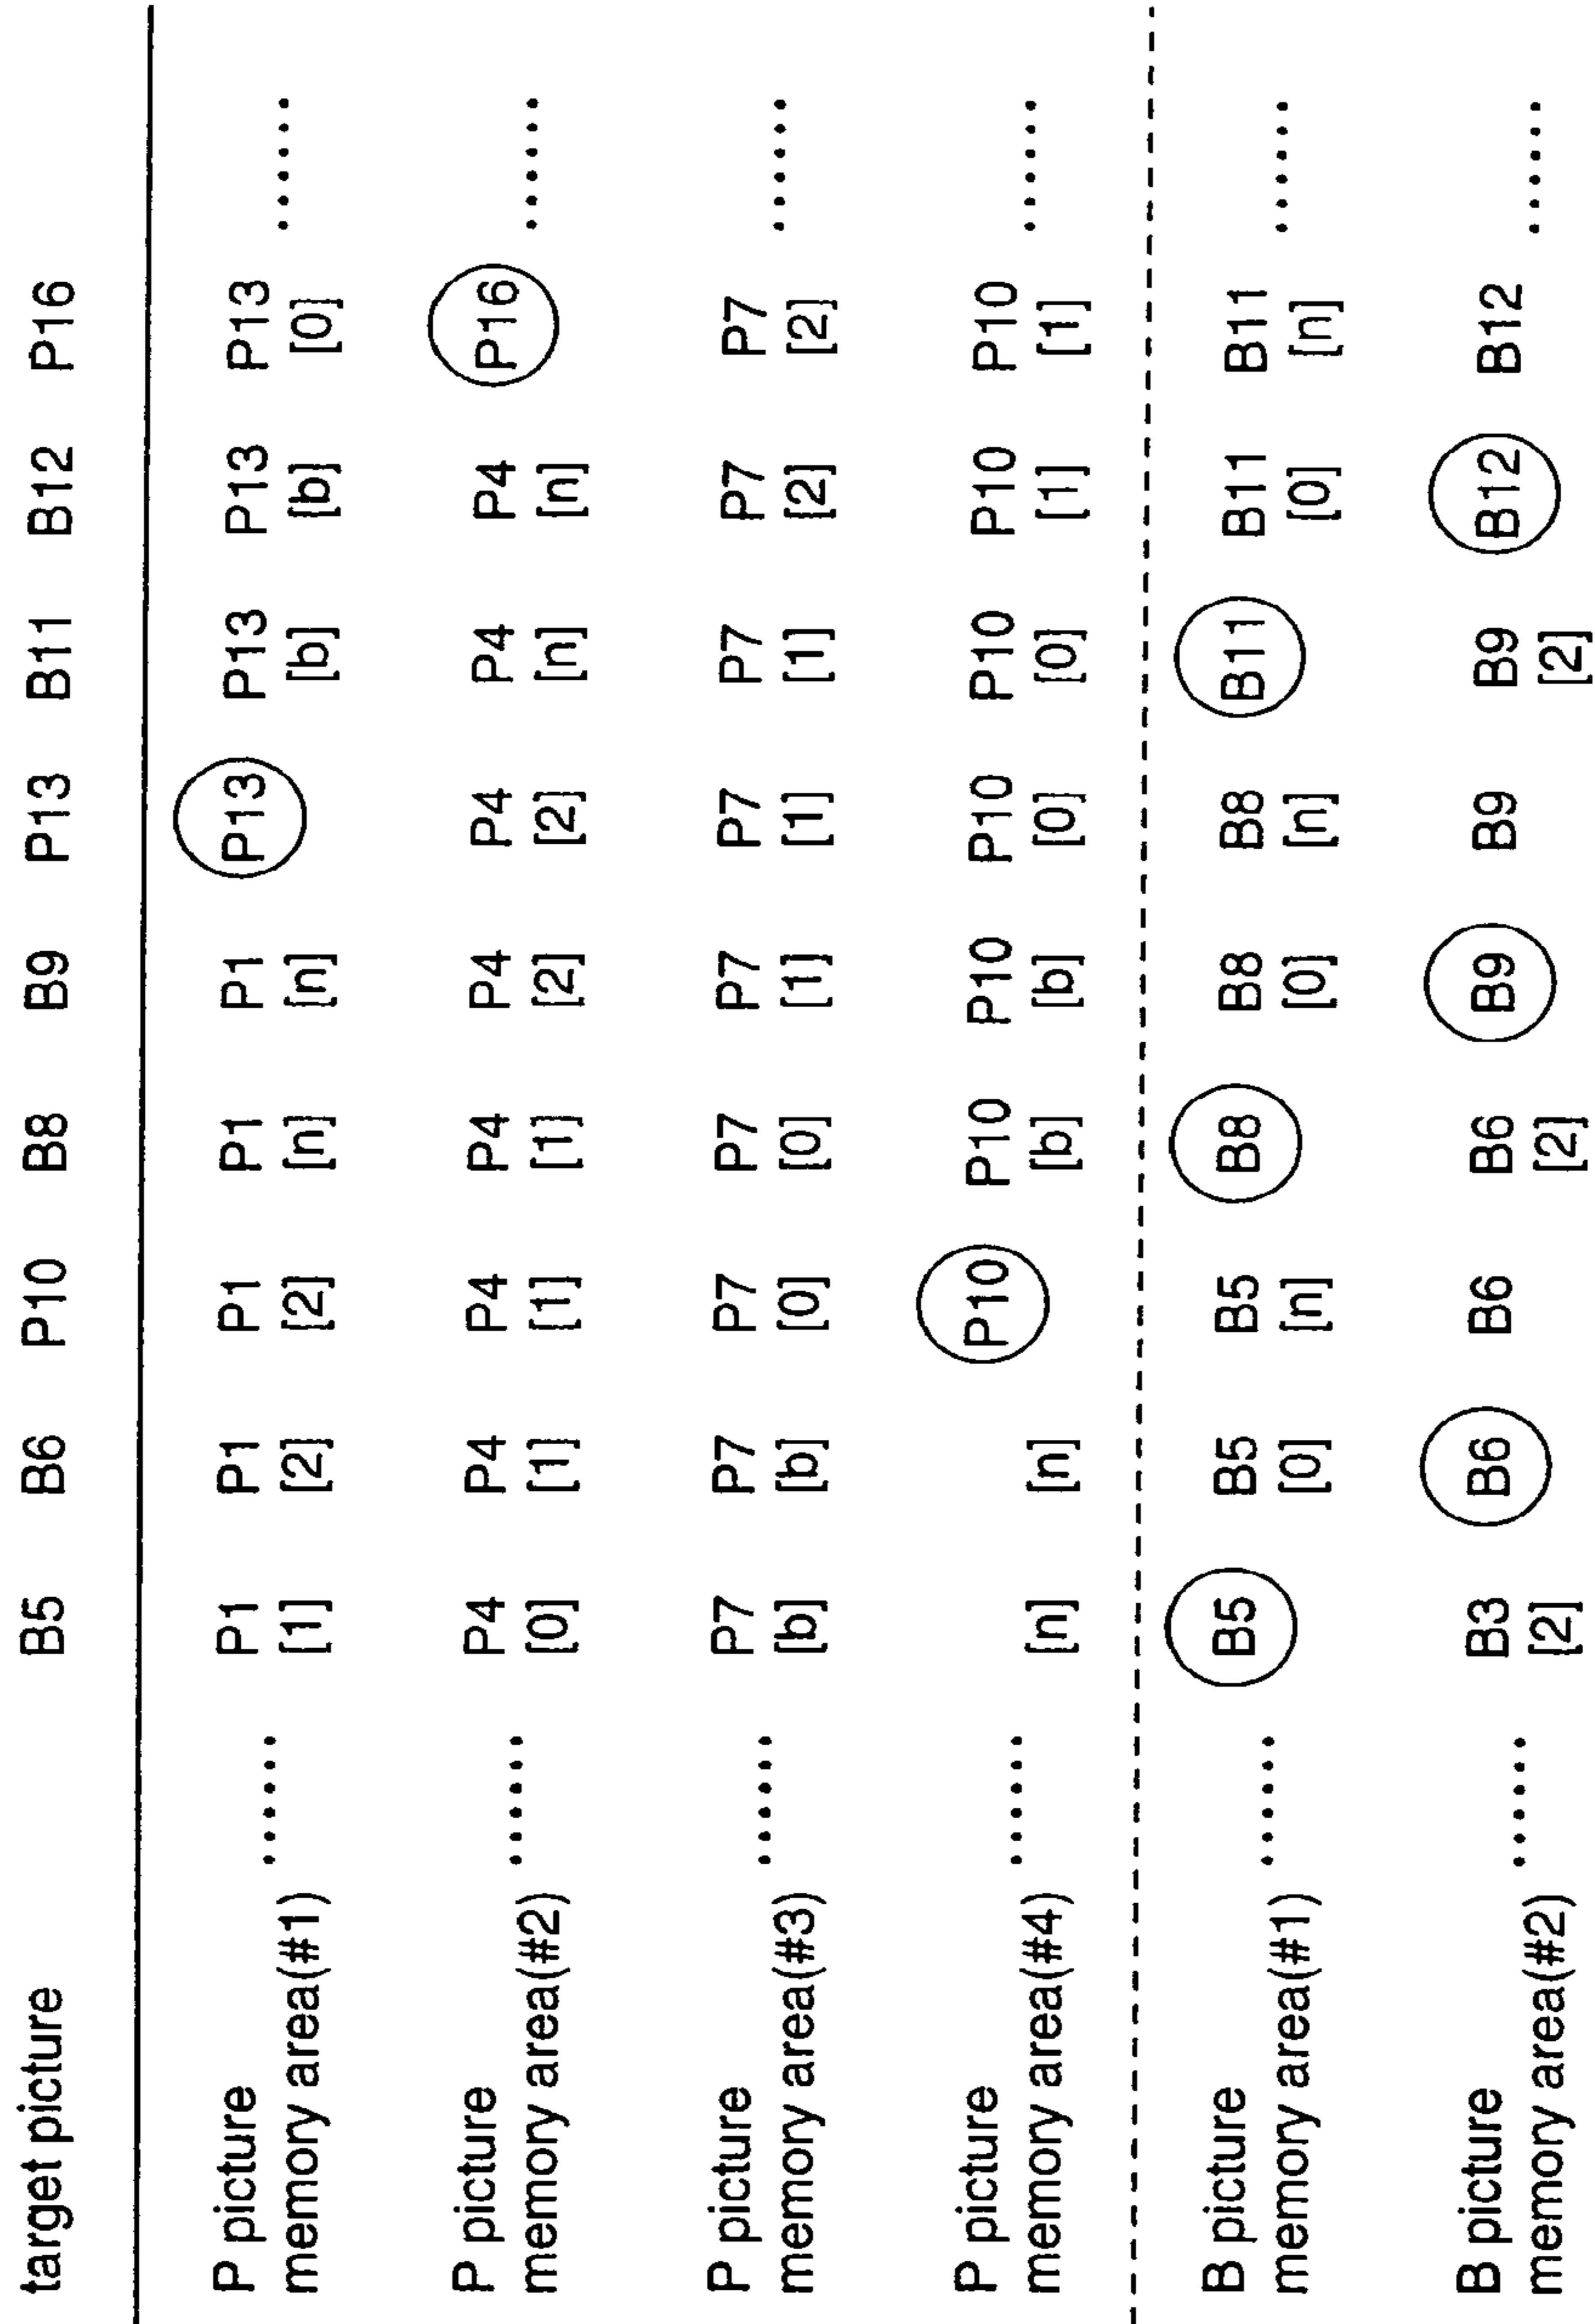 target picture B5 B6 P10 B8 B9 P13 B11 B12 P16
P picture P1 P1 P1 P1 P1 P13 P13 P13 P13
memory area(#1) ...... [1] [2] [2] [n] [n] [b] [b] [0] ......
P picture P4 P4 P4 P4 P4 P4 P4 P4 P16
memory area(#2) ...... [0] [1] [1] [1] [2] [2] [n] [n] ......
P picture P7 P7 P7 P7 P7 P7 P7 P7 P7
memory area(#3) ...... [b] [b] [0] [0] [1] [1] [1] [2] [2] ......
P picture P10 P10 P10 P10 P10 P10 P10
memory area(#4) ...... [n] [n] [b] [b] [0] [0] [1] [1] ......
B picture B5 B5 B5 B8 B8 B8 B11 B11 B11
memory area(#1) ...... [0] [n] [0] [n] [0] [n] ......
B picture B3 B6 B6 B6 B9 B9 B9 B12 B12
memory area(#2) ...... [2] [2] [2] ......